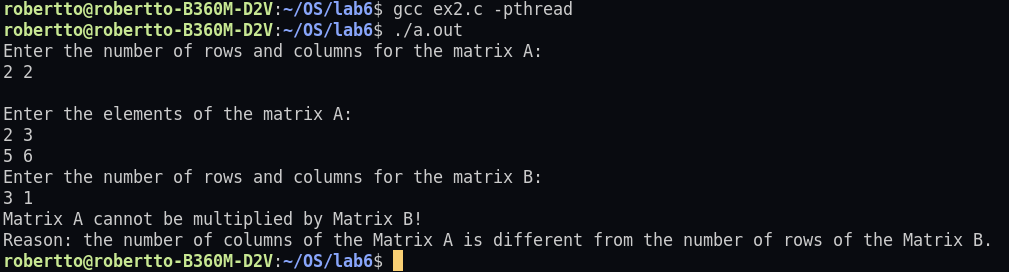 robertto@robertto-B360M-D2V:~/OS/lab6$ gcc ex2.c -pthread
robertto@robertto-B360M-D2V:~/OS/lab6$ ./a.out
Enter the number of rows and columns for the matrix A:
2 2
Enter the elements of the matrix A:
2 3
5 6
Enter the number of rows and columns for the matrix B:
3 1
Matrix A cannot be multiplied by Matrix B!
Reason: the number of columns of the Matrix A is different from the number of rows of the Matrix B.
robertto@robertto-B360M-D2V:~/OS/lab6$